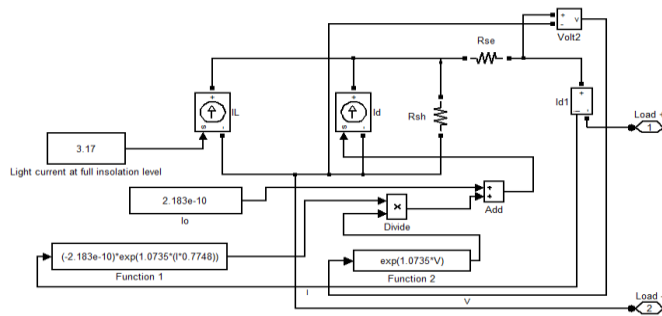 Rse
Volt2
v
IL
Id
Rsh
Id1
Load +
1
s
s
3.17
Light current at full insolation level
2.183e-10
Io
Add
Divide
(-2.183e-10)*exp(1.0735*(I*0.7748))
Function 1
exp(1.0735*V)
Function 2
I
V
Load -
2